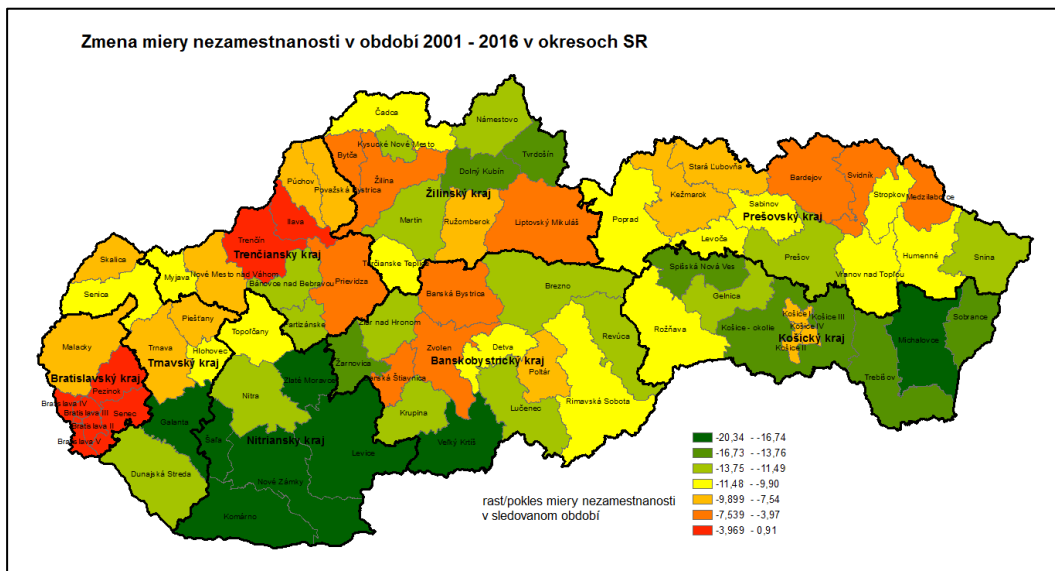 Zmena miery nezamestnanosti v období 2001 - 2016 v okresoch SR
Čadca
Námestovo
Kysucké Nové Mesto
Tvrdošín
Bytča
Dolný Kubín
Žilina
Púchov
Považská Bystrica
Žilinský kraj
Stará Ľubovňa
Kežmarok
Bardejov
Svidník
Stropkov
Medzilaborce
Sabinov
Prešovský kraj
Ilava
Martin
Ružomberok
Liptovský Mikuláš
Poprad
Levoča
Trenčín
Trenčiansky kraj
Prešov
Humenné
Snina
Vranov nad Topľou
Skalica
Myjava
Nové Mesto nad Váhom
Bánovce nad Bebravou
Turčianske Teplice
Prievidza
Spišská Nová Ves
Gelnica
Senica
Brezno
Banská Bystrica
Piešťany
Topoľčany
Partizánske
Žiar nad Hronom
Revúca
Rožňava
Košice - okolie
Košice I
Košice III
Košice IV
Košický kraj
Košice II
Sobrance
Michalovce
Trebišov
Malacky
Trnava
Hlohovec
Trnavský kraj
Žarnovica
Zvolen
Detva
Banskobystrický kraj
Poltár
Bratislavský kraj
Pezinok
Zlaté Moravce
Banská Štiavnica
Nitra
Rimavská Sobota
Bratislava IV
Bratislava III
Senec
Bratislava II
Bratislava V
Galanta
Krupina
Lučenec
Šaľa
Nitriansky kraj
Levice
Veľký Krtíš
Dunajská Streda
Nové Zámky
Komárno
rast/pokles miery nezamestnanosti
v sledovanom období
-20,34 - -16,74
-16,73 - -13,76
-13,75 - -11,49
-11,48 - -9,90
-9,899 - -7,54
-7,539 - -3,97
-3,969 - 0,91